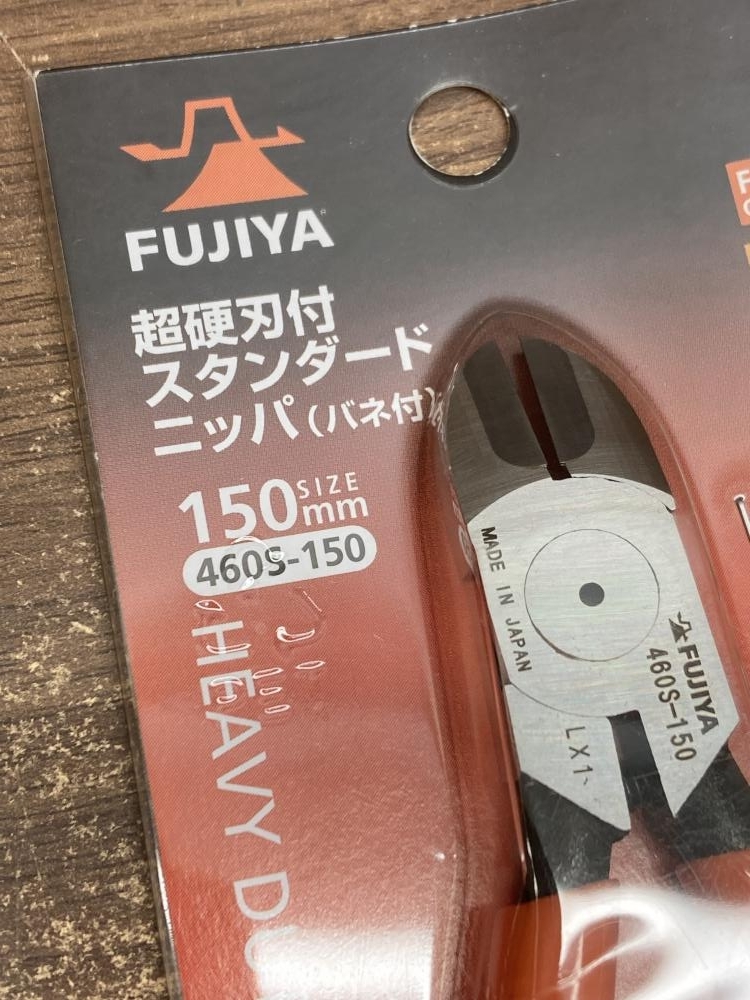 FUJIYA
超硬刃付
スタンダード
ニッパ（バネ付）
150 SIZE mm
460S-150
HEAVY
MADE IN JAPAN
FUJIYA
460S-150
LX1